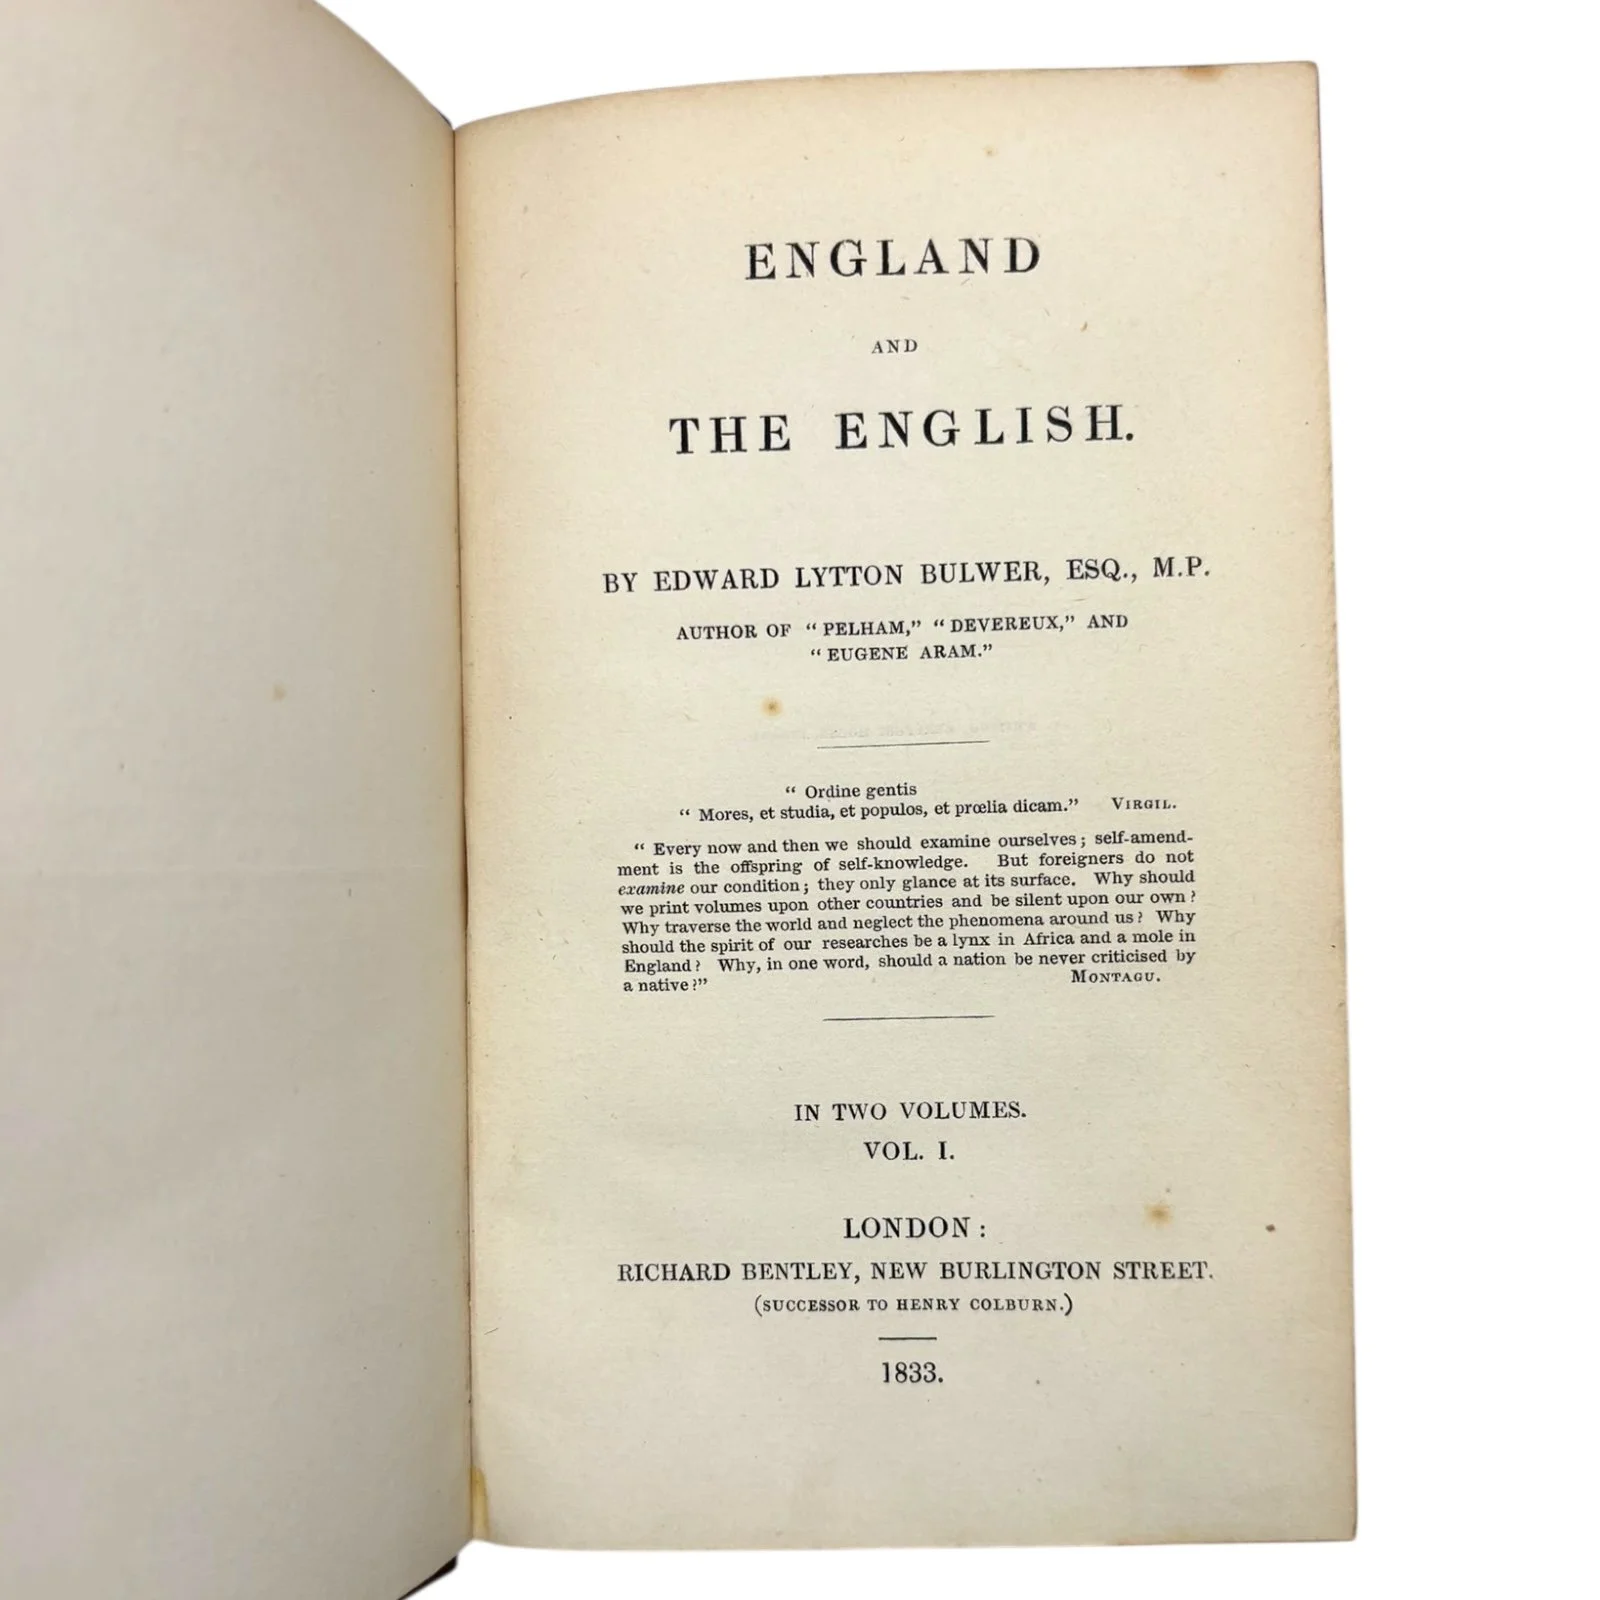 ENGLAND
AND
THE ENGLISH.
BY EDWARD LYTTON BULWER, ESQ., M.P.
AUTHOR OF “PELHAM,” “DEVEREUX,” AND
“EUGENE ARAM.”
“ Ordine gentis
“ Mores, et studia, et populos, et prœlia dicam.” VIRGIL.
“ Every now and then we should examine ourselves; self-amend-
ment is the offspring of self-knowledge. But foreigners do not
examine our condition; they only glance at its surface. Why should
we print volumes upon other countries and be silent upon our own?
Why traverse the world and neglect the phenomena around us? Why
should the spirit of our researches be a lynx in Africa and a mole in
England? Why, in one word, should a nation be never criticised by
a native?” MONTAGU.
IN TWO VOLUMES.
VOL. I.
LONDON:
RICHARD BENTLEY, NEW BURLINGTON STREET.
(SUCCESSOR TO HENRY COLBURN.)
1833.